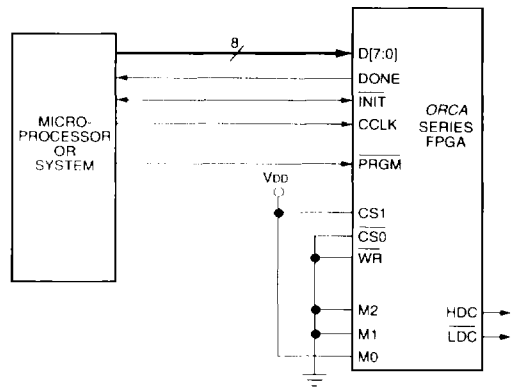 8
D[7:0]
DONE
INIT
CCLK
PRGM
VDD
CS1
CS0
WR
M2
M1
M0
MICRO-
PROCESSOR
OR
SYSTEM
ORCA
SERIES
FPGA
HDC
LDC